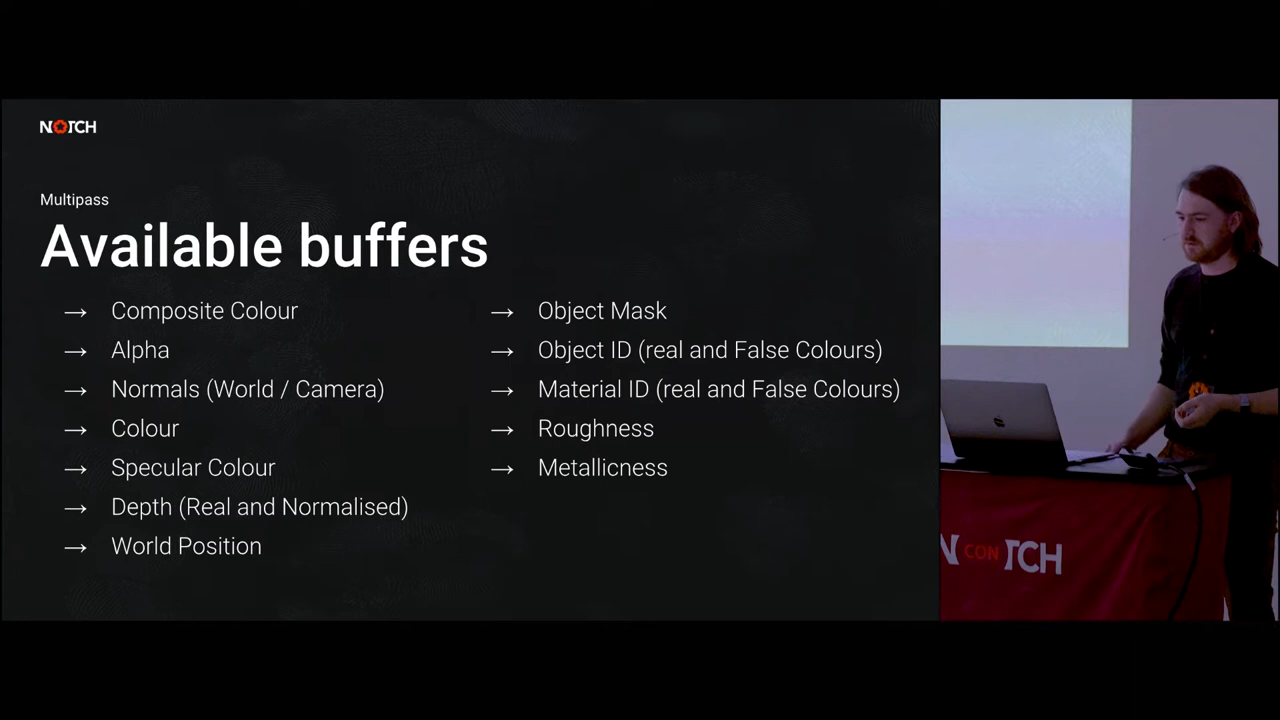 NOTCH
Multipass
Available buffers
→ Composite Colour
→ Alpha
→ Normals (World / Camera)
→ Colour
→ Specular Colour
→ Depth (Real and Normalised)
→ World Position
→ Object Mask
→ Object ID (real and False Colours)
→ Material ID (real and False Colours)
→ Roughness
→ Metallicness
N CON TCH